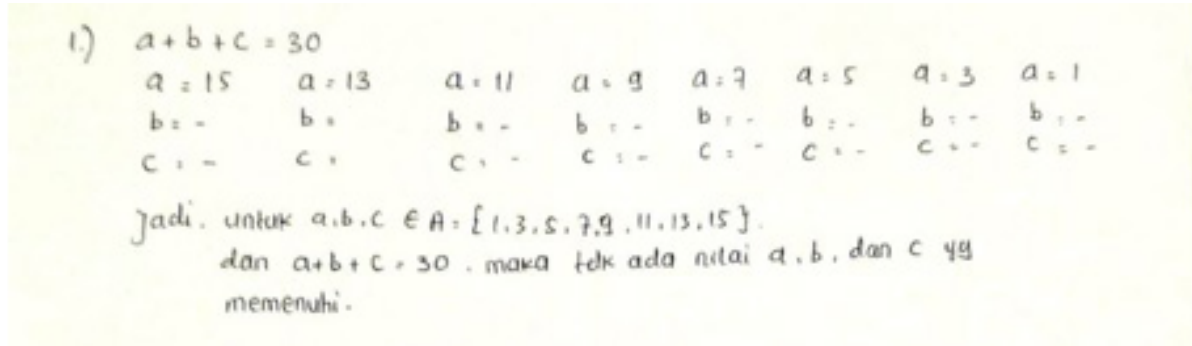 1.) a + b + c = 30
a = 15 a = 13 a = 11 a = 9 a = 7 a = 5 a = 3 a = 1
b = - b = b = - b = - b = - b = - b = - b = -
c = - c = c = - c = - c = - c = - c = - c = -
Jadi, untuk a,b,c ∈ A = {1,3,5,7,9,11,13,15}.
dan a+b+c = 30. maka tdk ada nilai a, b, dan c yg
memenuhi.